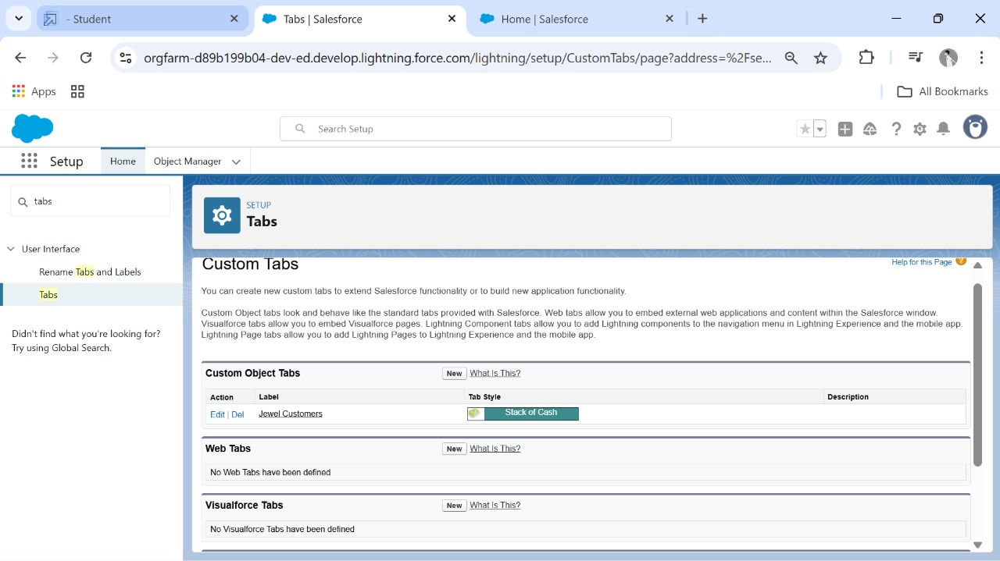 - Student
Tabs | Salesforce
Home | Salesforce
orgfarm-d89b199b04-dev-ed.develop.lightning.force.com/lightning/setup/CustomTabs/page?address=%2Fse...
Apps
All Bookmarks
Search Setup
Setup
Home
Object Manager
tabs
User Interface
Rename Tabs and Labels
Tabs
Didn't find what you're looking for?
Try using Global Search.
SETUP
Tabs
Custom Tabs
Help for this Page
You can create new custom tabs to extend Salesforce functionality or to build new application functionality.
Custom Object tabs look and behave like the standard tabs provided with Salesforce. Web tabs allow you to embed external web applications and content within the Salesforce window.
Visualforce tabs allow you to embed Visualforce pages. Lightning Component tabs allow you to add Lightning components to the navigation menu in Lightning Experience and the mobile app.
Lightning Page tabs allow you to add Lightning Pages to Lightning Experience and the mobile app.
Custom Object Tabs New What Is This?
Action Label Tab Style Description
Edit | Del Jewel Customers Stack of Cash
Web Tabs New What Is This?
No Web Tabs have been defined
Visualforce Tabs New What Is This?
No Visualforce Tabs have been defined